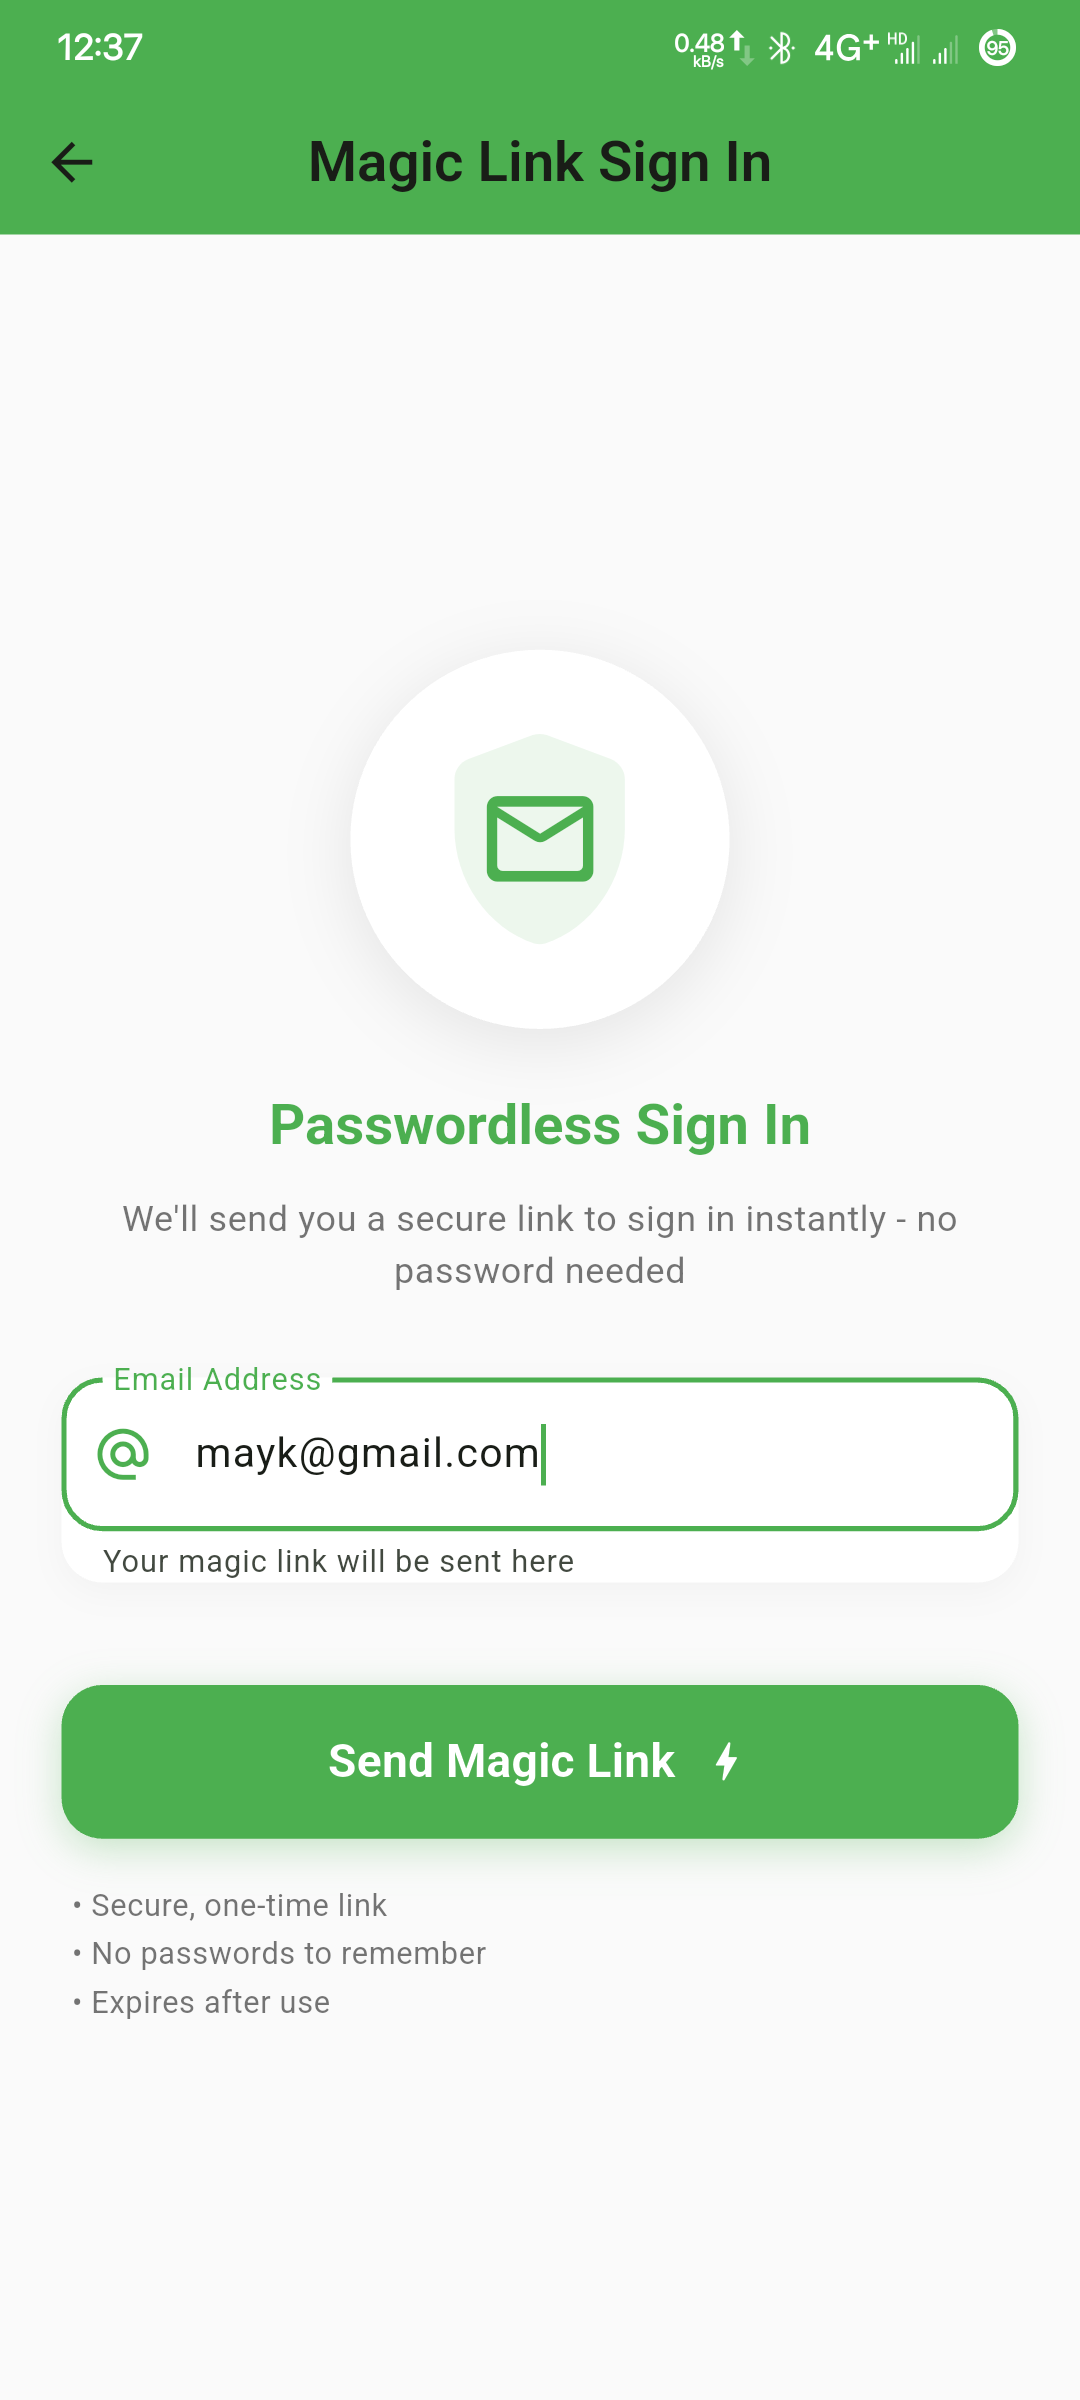 12:37
0.48
kB/s
4G+ HD
95
Magic Link Sign In
Passwordless Sign In
We'll send you a secure link to sign in instantly - no
password needed
Email Address
mayk@gmail.com
Your magic link will be sent here
Send Magic Link
• Secure, one-time link
• No passwords to remember
• Expires after use